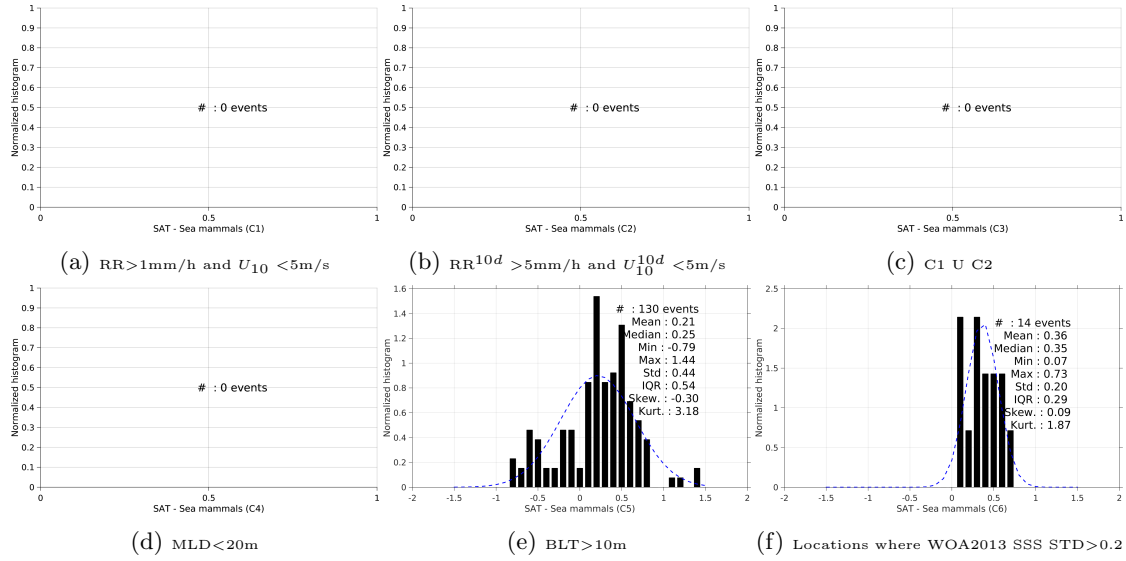 Normalized histogram
1
0.9
0.8
0.7
0.6
0.5
0.4
0.3
0.2
0.1
0
# : 0 events
0 0.5 1
SAT - Sea mammals (C1)
(a) RR>1mm/h and U10 <5m/s
Normalized histogram
1
0.9
0.8
0.7
0.6
0.5
0.4
0.3
0.2
0.1
0
# : 0 events
0 0.5 1
SAT - Sea mammals (C2)
(b) RR10d >5mm/h and U10d10 <5m/s
Normalized histogram
1
0.9
0.8
0.7
0.6
0.5
0.4
0.3
0.2
0.1
0
# : 0 events
0 0.5 1
SAT - Sea mammals (C3)
(c) C1 U C2
Normalized histogram
1
0.9
0.8
0.7
0.6
0.5
0.4
0.3
0.2
0.1
0
# : 0 events
0 0.5 1
SAT - Sea mammals (C4)
(d) MLD<20m
Normalized histogram
1.6
1.4
1.2
1
0.8
0.6
0.4
0.2
0
# : 130 events
Mean : 0.21
Median : 0.25
Min : -0.79
Max : 1.44
Std : 0.44
IQR : 0.54
Skew. : -0.30
Kurt. : 3.18
-2 -1.5 -1 -0.5 0 0.5 1 1.5 2
SAT - Sea mammals (C5)
(e) BLT>10m
Normalized histogram
2.5
2
1.5
1
0.5
0
# : 14 events
Mean : 0.36
Median : 0.35
Min : 0.07
Max : 0.73
Std : 0.20
IQR : 0.29
Skew. : 0.09
Kurt. : 1.87
-2 -1.5 -1 -0.5 0 0.5 1 1.5 2
SAT - Sea mammals (C6)
(f) Locations where WOA2013 SSS STD>0.2